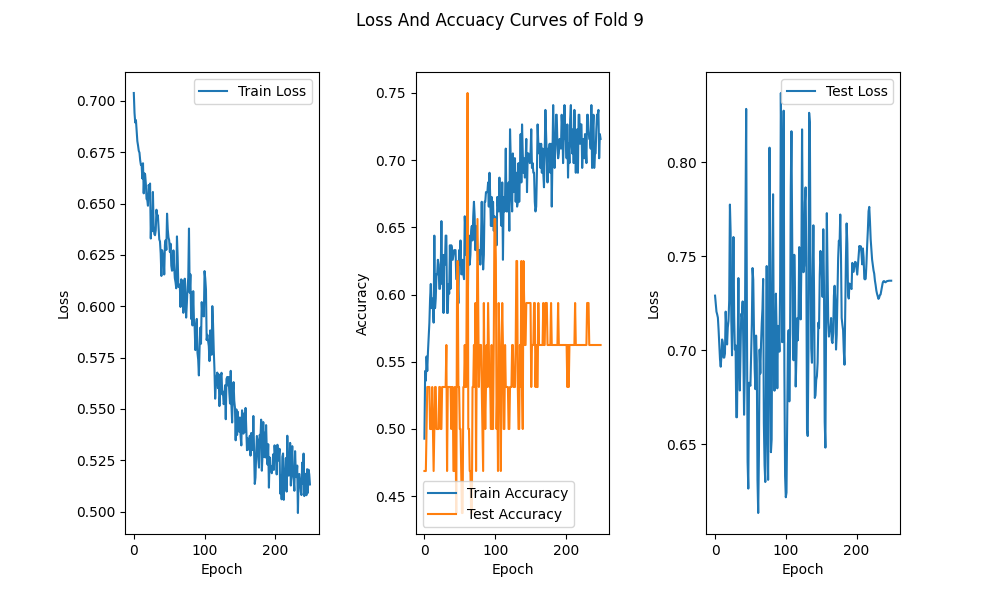 Loss And Accuacy Curves of Fold 9
Train Loss
0.700
0.675
0.650
0.625
0.600
0.575
0.550
0.525
0.500
Loss
0
100
200
Epoch
0.75
0.70
0.65
0.60
0.55
0.50
0.45
Accuracy
Train Accuracy
Test Accuracy
0
100
200
Epoch
Test Loss
0.80
0.75
0.70
0.65
Loss
0
100
200
Epoch